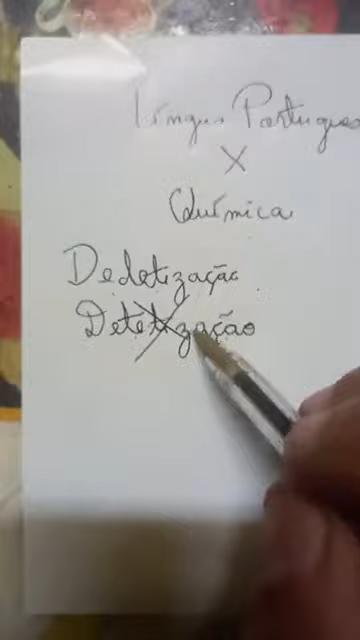 Língua Portuguesa
X
Química
Dedetização
Detetização